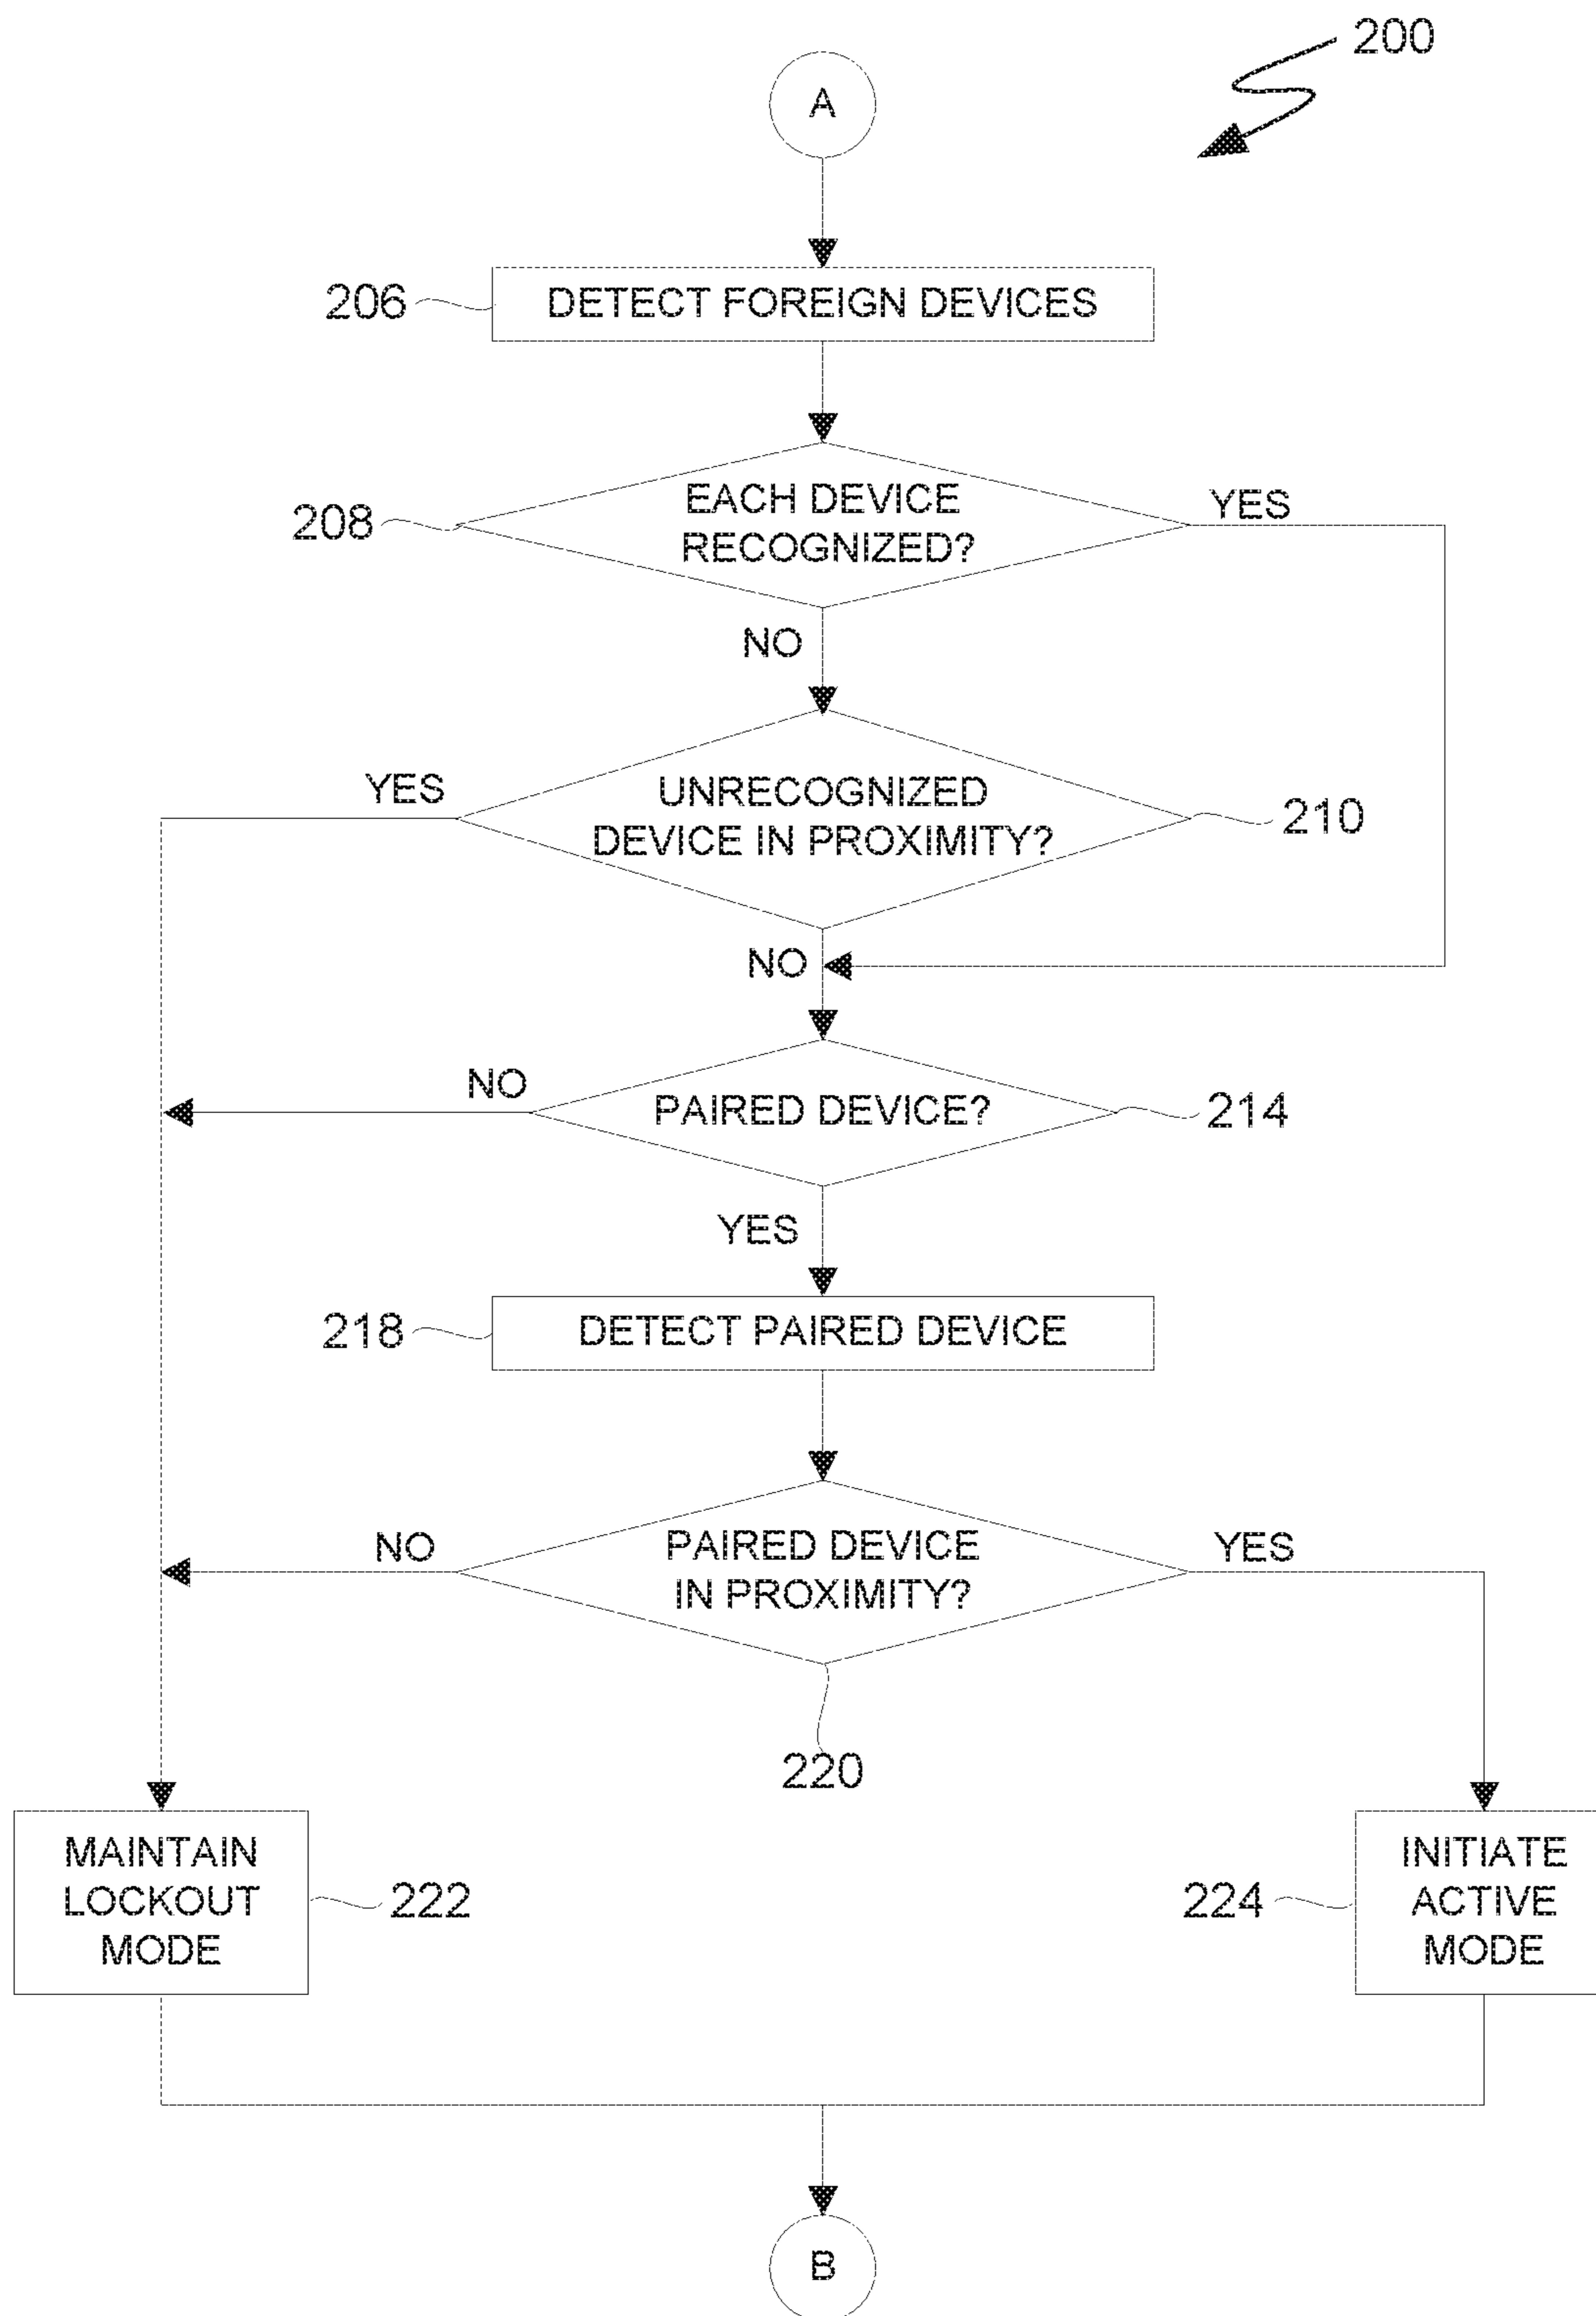 200
A
206
DETECT FOREIGN DEVICES
208
EACH DEVICE
RECOGNIZED?
YES
NO
YES
UNRECOGNIZED
DEVICE IN PROXIMITY?
210
NO
NO
PAIRED DEVICE?
214
YES
218
DETECT PAIRED DEVICE
NO
PAIRED DEVICE
IN PROXIMITY?
YES
220
MAINTAIN
LOCKOUT
MODE
222
224
INITIATE
ACTIVE
MODE
B